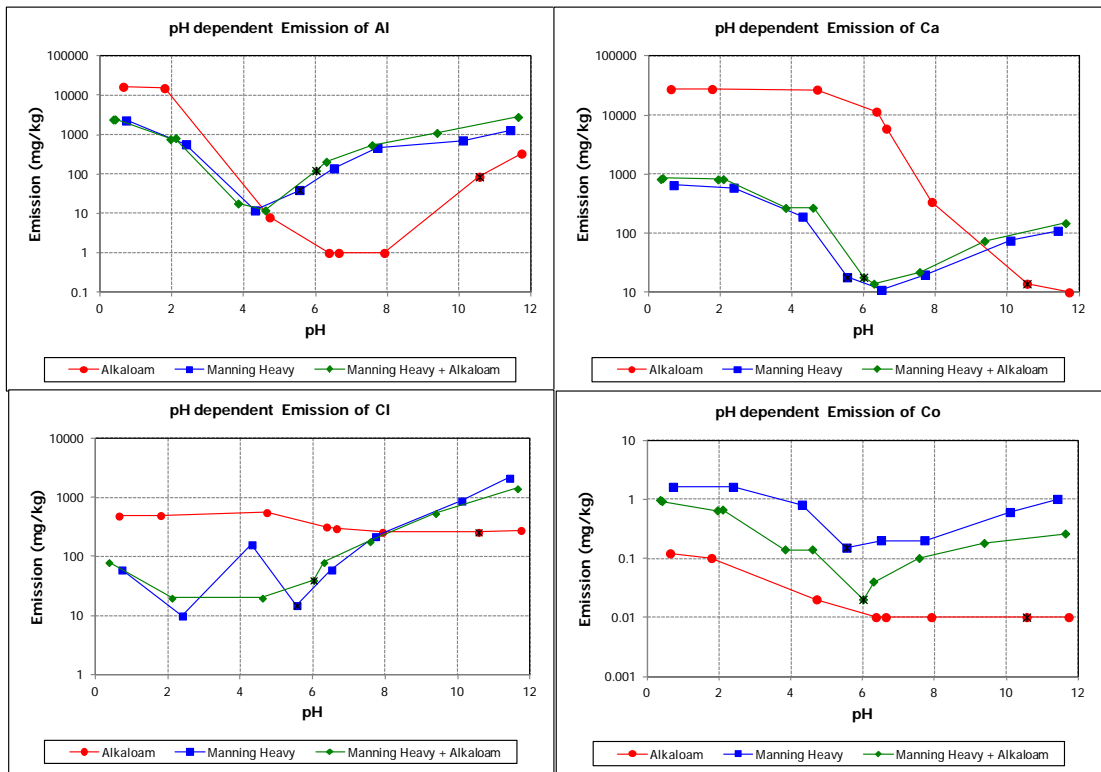 pH dependent Emission of Al
Emission (mg/kg)
100000
10000
1000
100
10
1
0.1
0 2 4 6 8 10 12
pH
Alkaloam Manning Heavy Manning Heavy + Alkaloam
pH dependent Emission of Ca
Emission (mg/kg)
100000
10000
1000
100
10
0 2 4 6 8 10 12
pH
Alkaloam Manning Heavy Manning Heavy + Alkaloam
pH dependent Emission of Cl
Emission (mg/kg)
10000
1000
100
10
1
0 2 4 6 8 10 12
pH
Alkaloam Manning Heavy Manning Heavy + Alkaloam
pH dependent Emission of Co
Emission (mg/kg)
10
1
0.1
0.01
0.001
0 2 4 6 8 10 12
pH
Alkaloam Manning Heavy Manning Heavy + Alkaloam